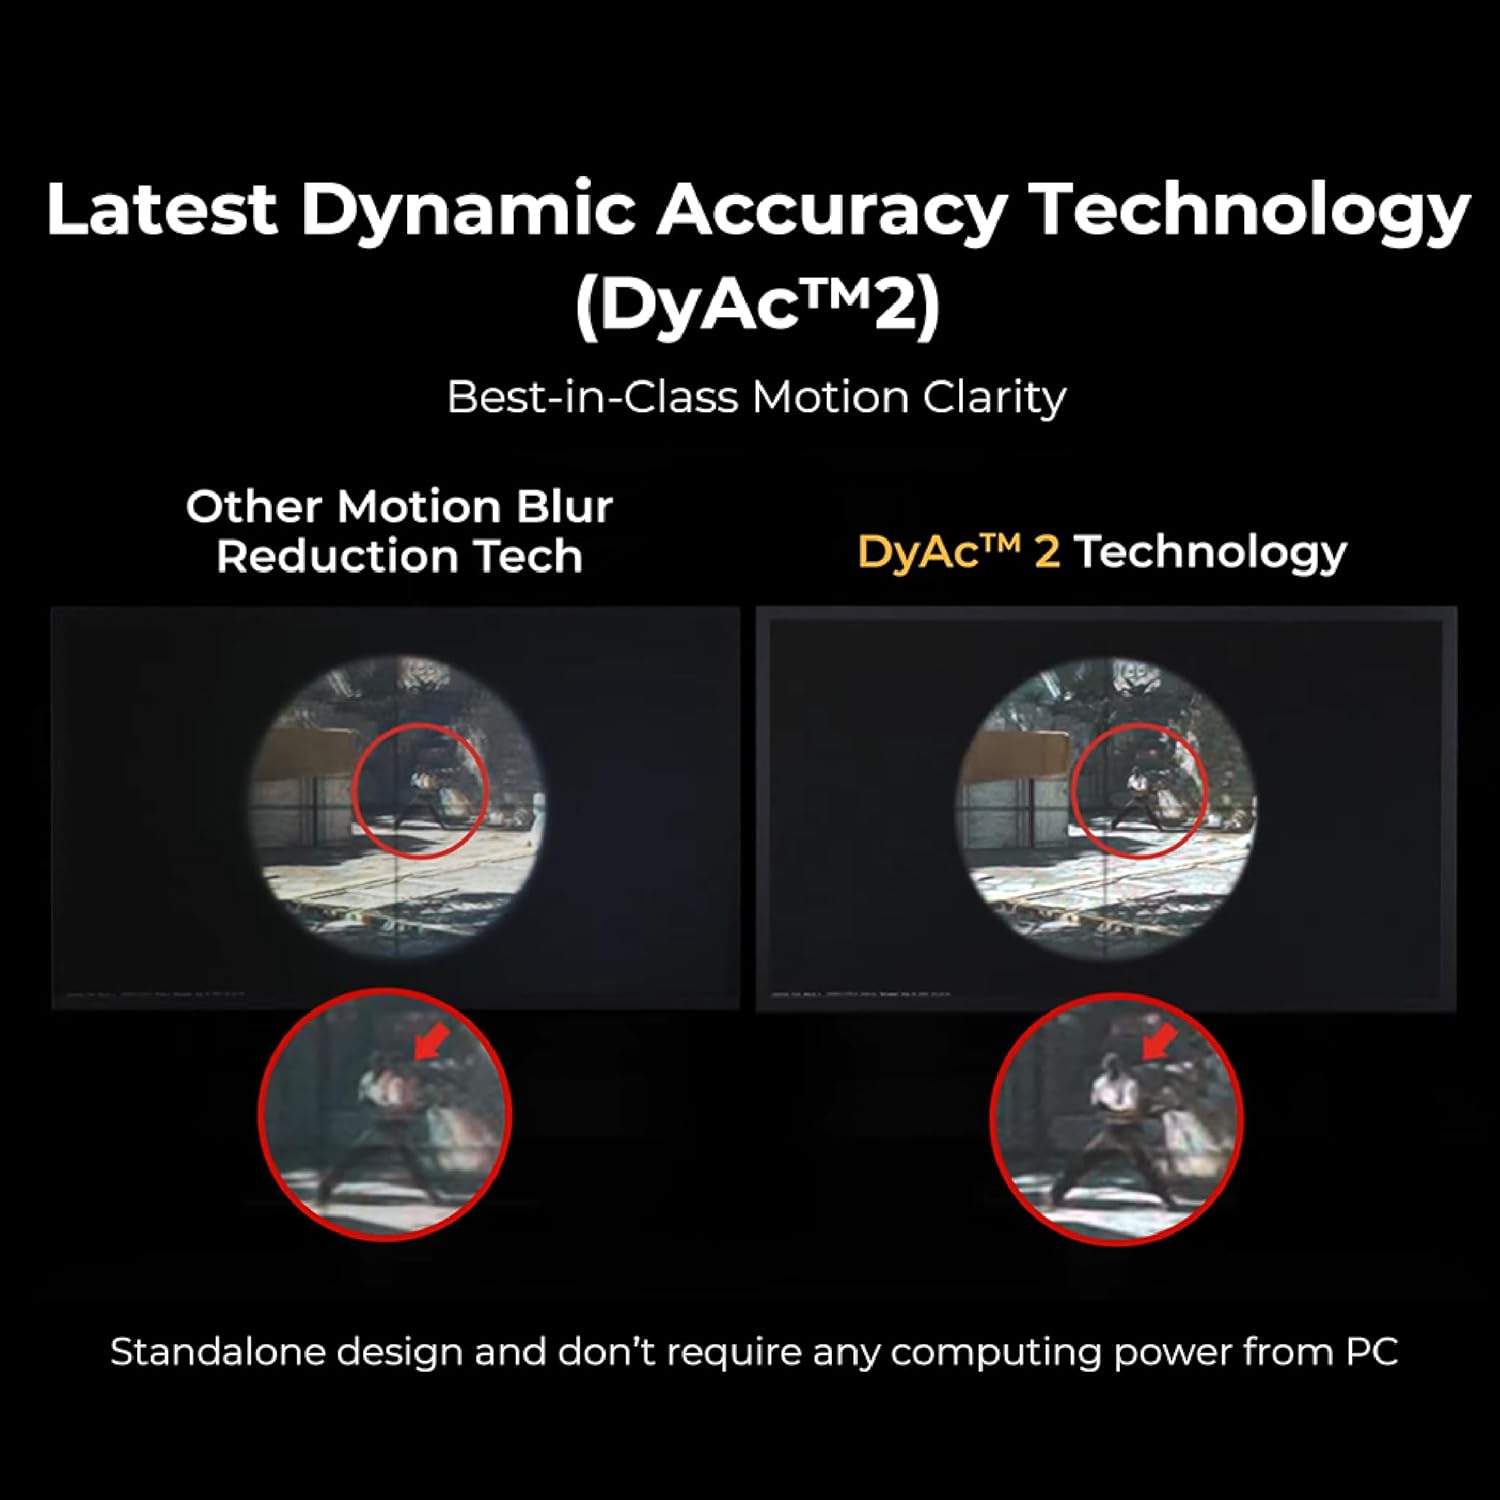 Latest Dynamic Accuracy Technology
(DyAc™2)
Best-in-Class Motion Clarity
Other Motion Blur
Reduction Tech
DyAc™ 2 Technology
Standalone design and don't require any computing power from PC